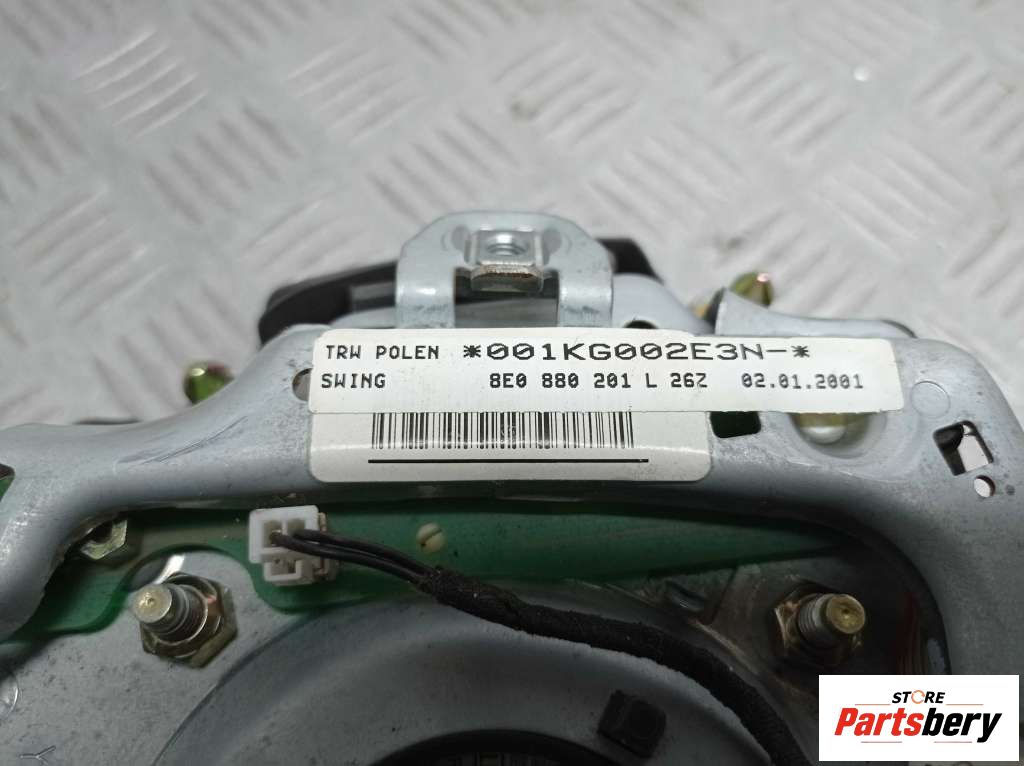 TRW POLEN *001KG002E3N-*
SWING 8E0 880 201 L 26Z 02.01.2001
STORE
Partsbery